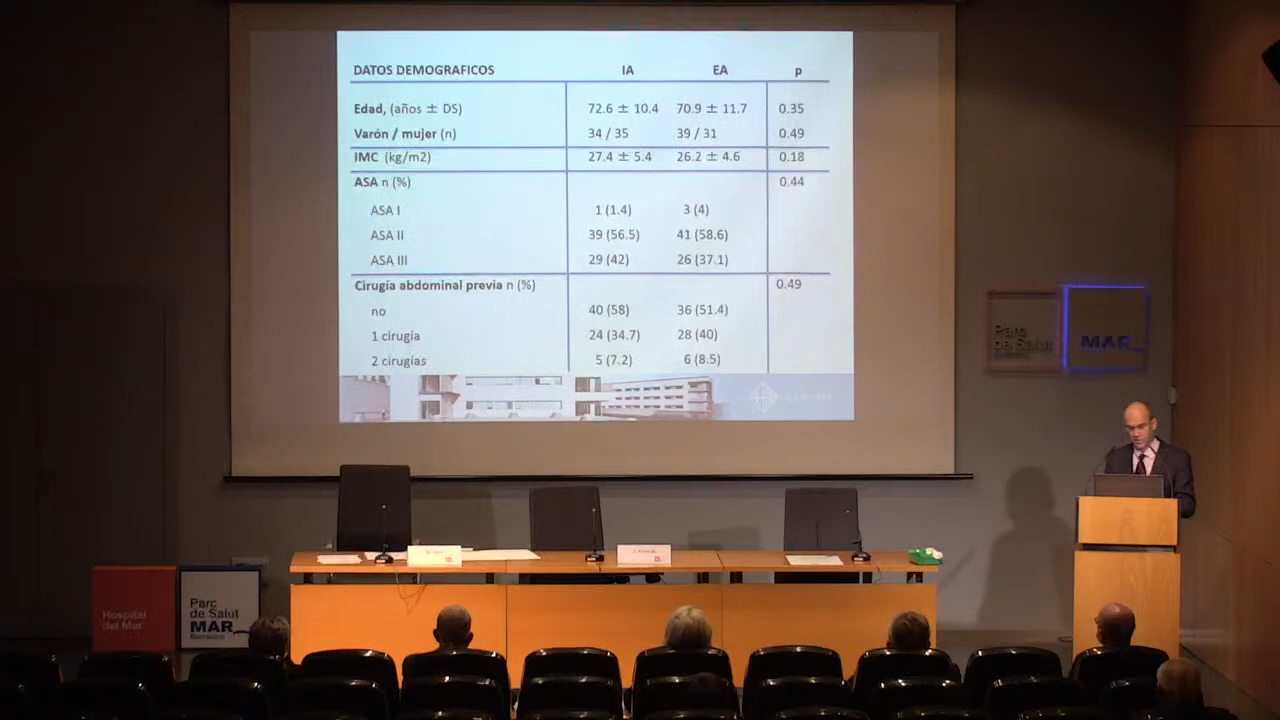 DATOS DEMOGRAFICOS IA EA p
Edad, (años ± DS) 72.6 ± 10.4 70.9 ± 11.7 0.35
Varón / mujer (n) 34 / 35 39 / 31 0.49
IMC (kg/m2) 27.4 ± 5.4 26.2 ± 4.6 0.18
ASA n (%) 0.44
ASA I 1 (1.4) 3 (4)
ASA II 39 (56.5) 41 (58.6)
ASA III 29 (42) 26 (37.1)
Cirugía abdominal previa n (%) 0.49
no 40 (58) 36 (51.4)
1 cirugía 24 (34.7) 28 (40)
2 cirugías 5 (7.2) 6 (8.5)
Parc
de Salut
MAR
Hospital
del Mar
Parc
de Salut
MAR
Barcelona